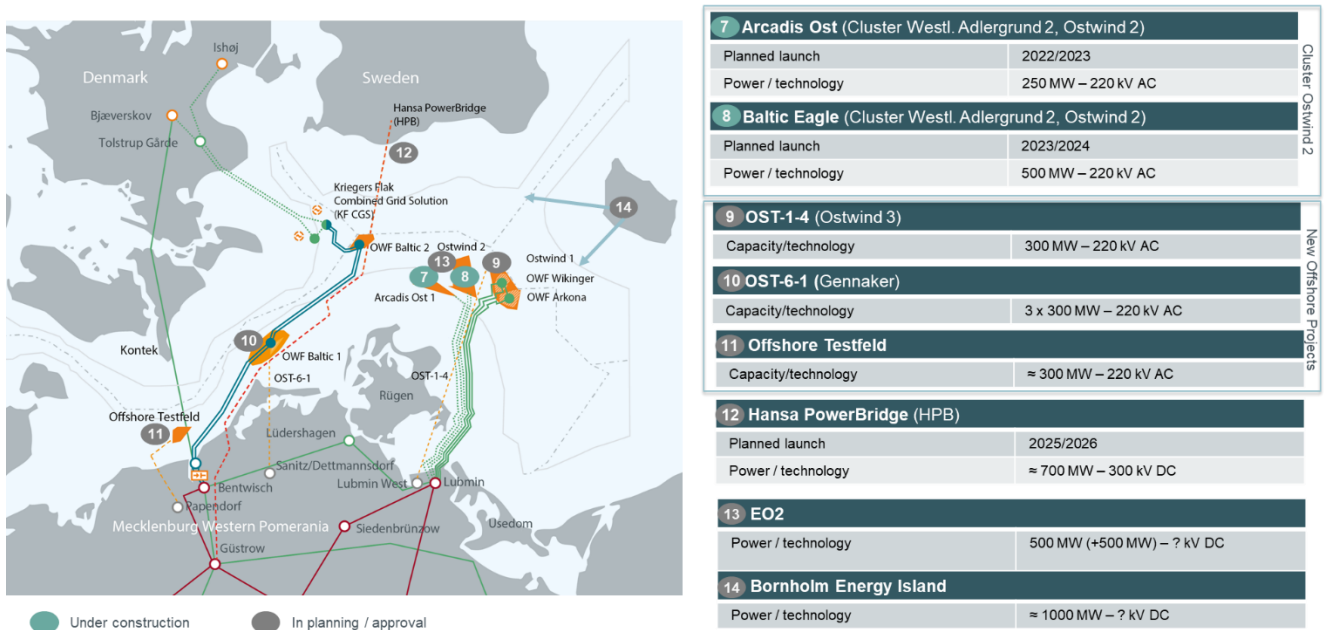 Ishøj
Denmark
Sweden
Hansa PowerBridge
(HPB)
Bjæverskov
Tolstrup Gårde
12
Kriegers Flak
Combined Grid Solution
(KF CGS)
14
OWF Baltic 2
Ostwind 2
13
9
Ostwind 1
7
8
OWF Wikinger
Arcadis Ost 1
OWF Arkona
10
Kontek
OWF Baltic 1
OST-6-1
OST-1-4
Rügen
Offshore Testfeld
11
Lüdershagen
Sanitz/Dettmannsdorf
Lubmin West
Lubmin
Bentwisch
Papendorf
Mecklenburg Western Pomerania
Siedenbrünzow
Usedom
Güstrow
Under construction
In planning / approval
7 Arcadis Ost (Cluster Westl. Adlergrund 2, Ostwind 2)
Planned launch 2022/2023
Power / technology 250 MW – 220 kV AC
8 Baltic Eagle (Cluster Westl. Adlergrund 2, Ostwind 2)
Planned launch 2023/2024
Power / technology 500 MW – 220 kV AC
Cluster Ostwind 2
9 OST-1-4 (Ostwind 3)
Capacity/technology 300 MW – 220 kV AC
10 OST-6-1 (Gennaker)
Capacity/technology 3 x 300 MW – 220 kV AC
11 Offshore Testfeld
Capacity/technology ≈ 300 MW – 220 kV AC
New Offshore Projects
12 Hansa PowerBridge (HPB)
Planned launch 2025/2026
Power / technology ≈ 700 MW – 300 kV DC
13 EO2
Power / technology 500 MW (+500 MW) – ? kV DC
14 Bornholm Energy Island
Power / technology ≈ 1000 MW – ? kV DC